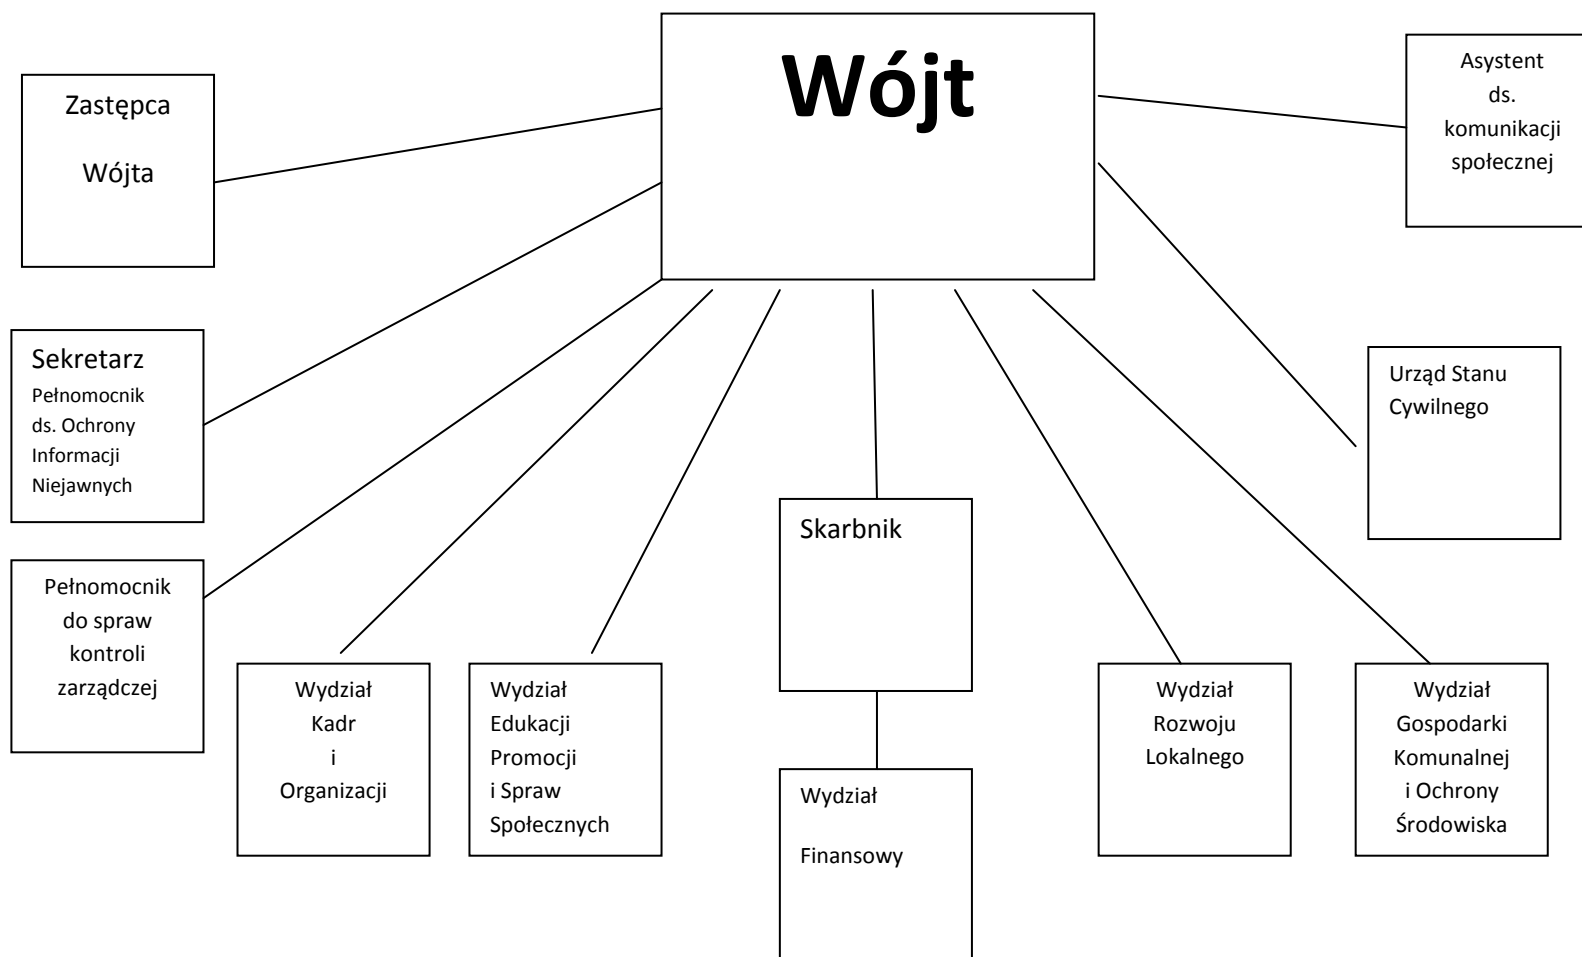 Wójt
Zastępca
Wójta
Asystent
ds.
komunikacji
społecznej
Sekretarz
Pełnomocnik
ds. Ochrony
Informacji
Niejawnych
Urząd Stanu
Cywilnego
Skarbnik
Pełnomocnik
do spraw
kontroli
zarządczej
Wydział
Kadr
i
Organizacji
Wydział
Edukacji
Promocji
i Spraw
Społecznych
Wydział
Finansowy
Wydział
Rozwoju
Lokalnego
Wydział
Gospodarki
Komunalnej
i Ochrony
Środowiska